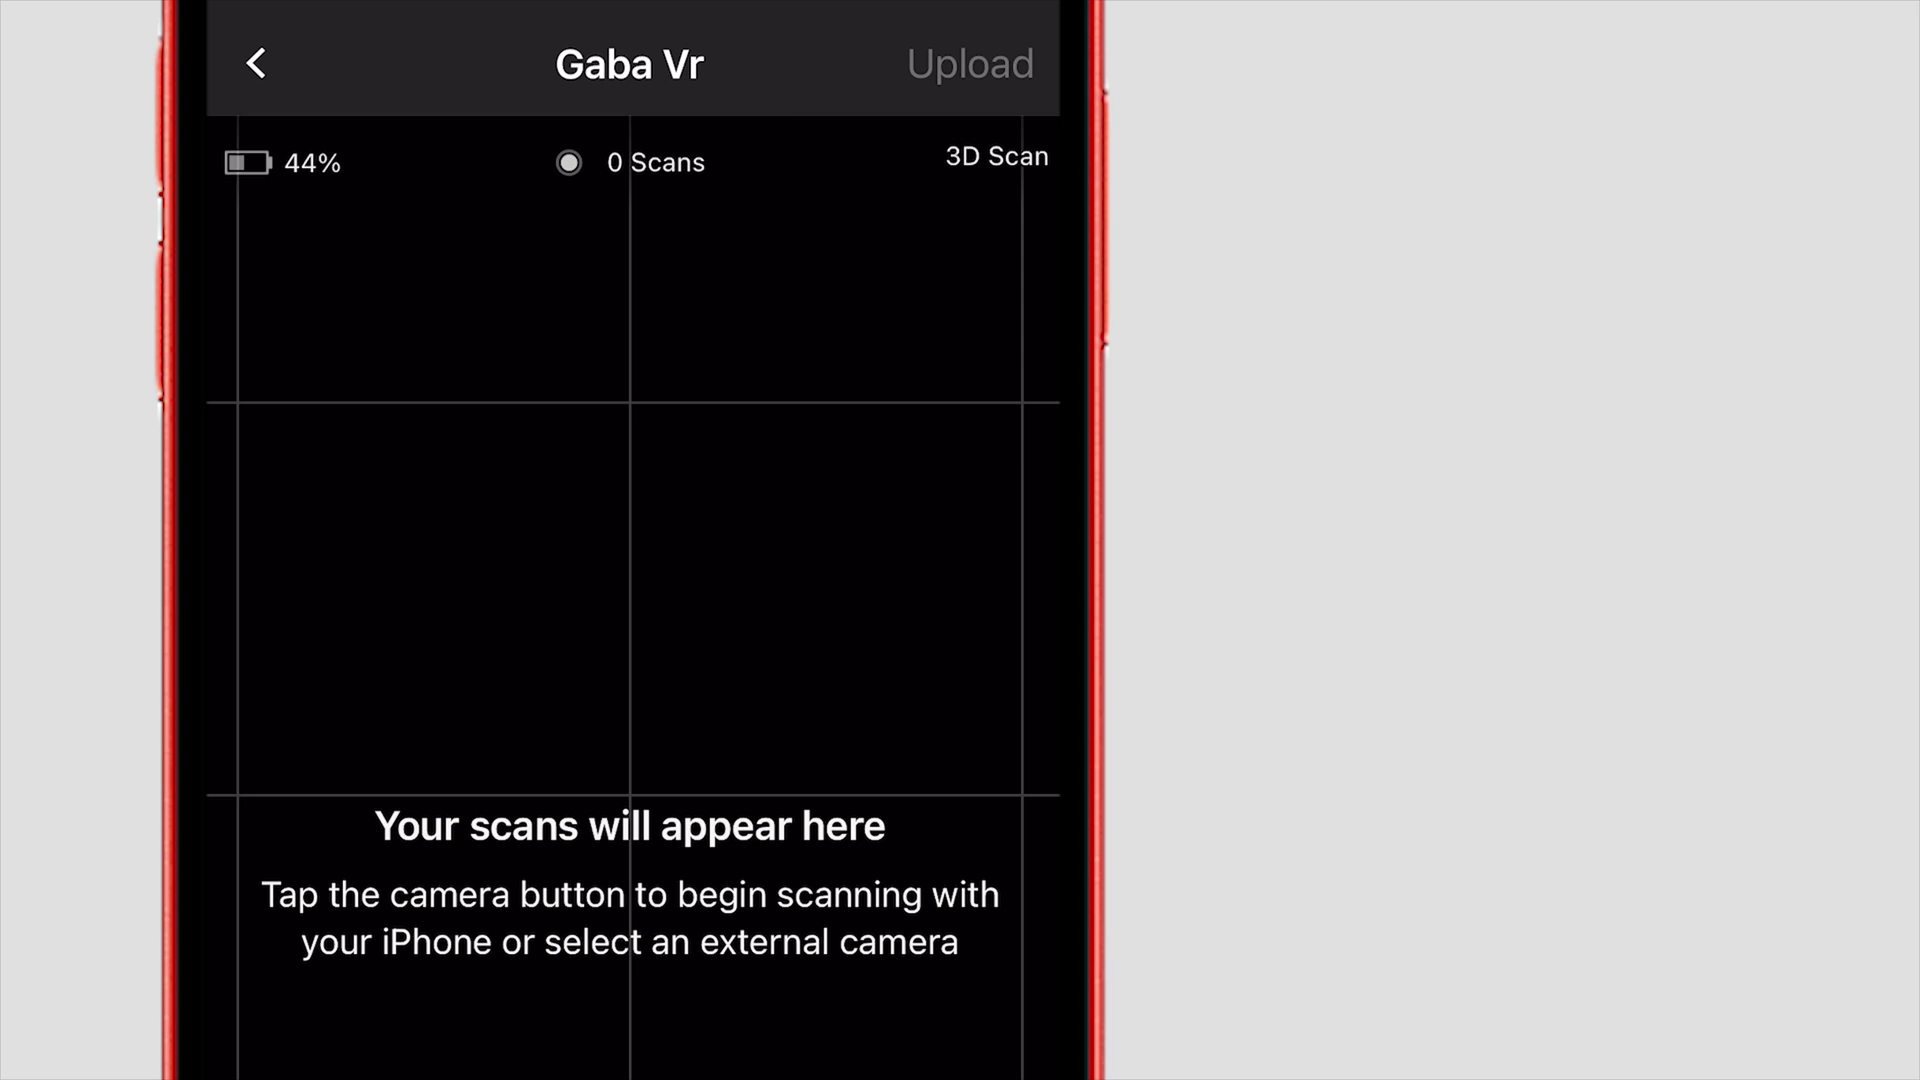 Gaba Vr
Upload
44%
0 Scans
3D Scan
Your scans will appear here
Tap the camera button to begin scanning with
your iPhone or select an external camera